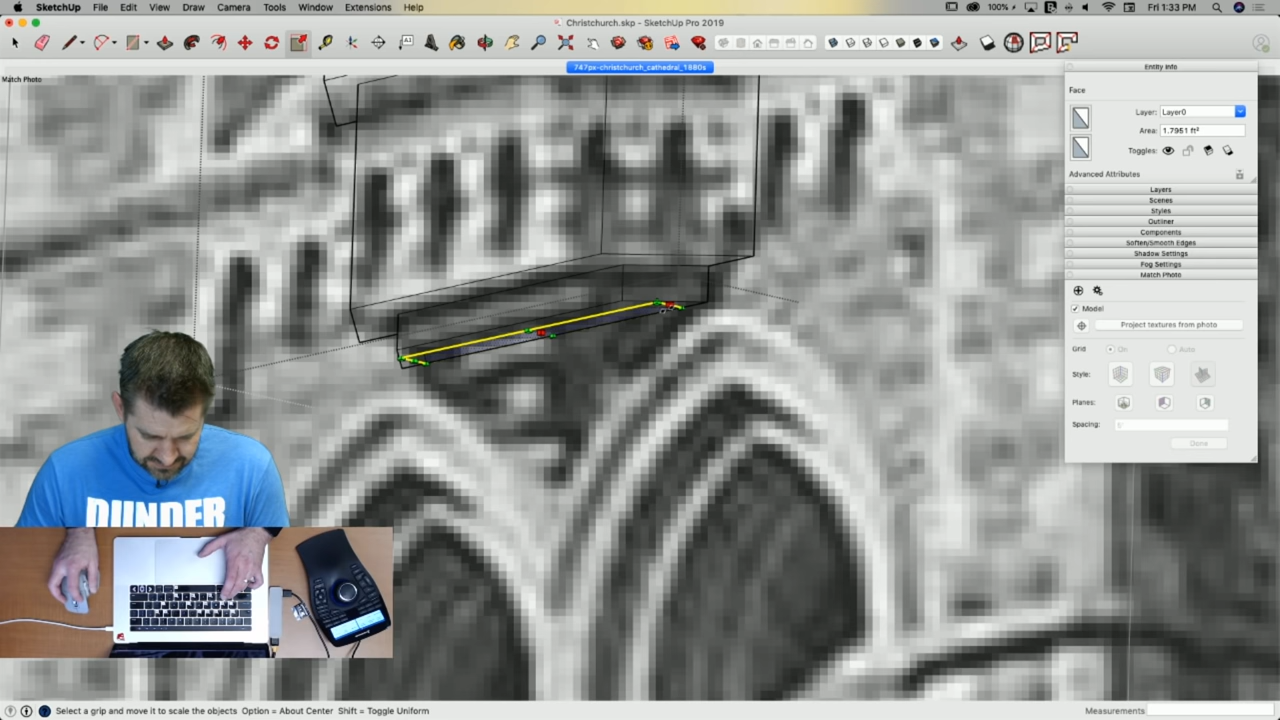 SketchUp File Edit View Draw Camera Tools Window Extensions Help
100% Fri 1:33 PM
Christchurch.skp - SketchUp Pro 2019
747px-christchurch_cathedral_1880s
Match Photo
Entity Info
Face
Layer: Layer0
Area: 1.7951 ft²
Toggles:
Advanced Attributes
Layers
Scenes
Styles
Outliner
Components
Soften/Smooth Edges
Shadow Settings
Fog Settings
Match Photo
Model
Project textures from photo
Grid On Auto
Style:
Planes:
Spacing:
Done
DUNDER
Select a grip and move it to scale the objects Option = About Center Shift = Toggle Uniform
Measurements